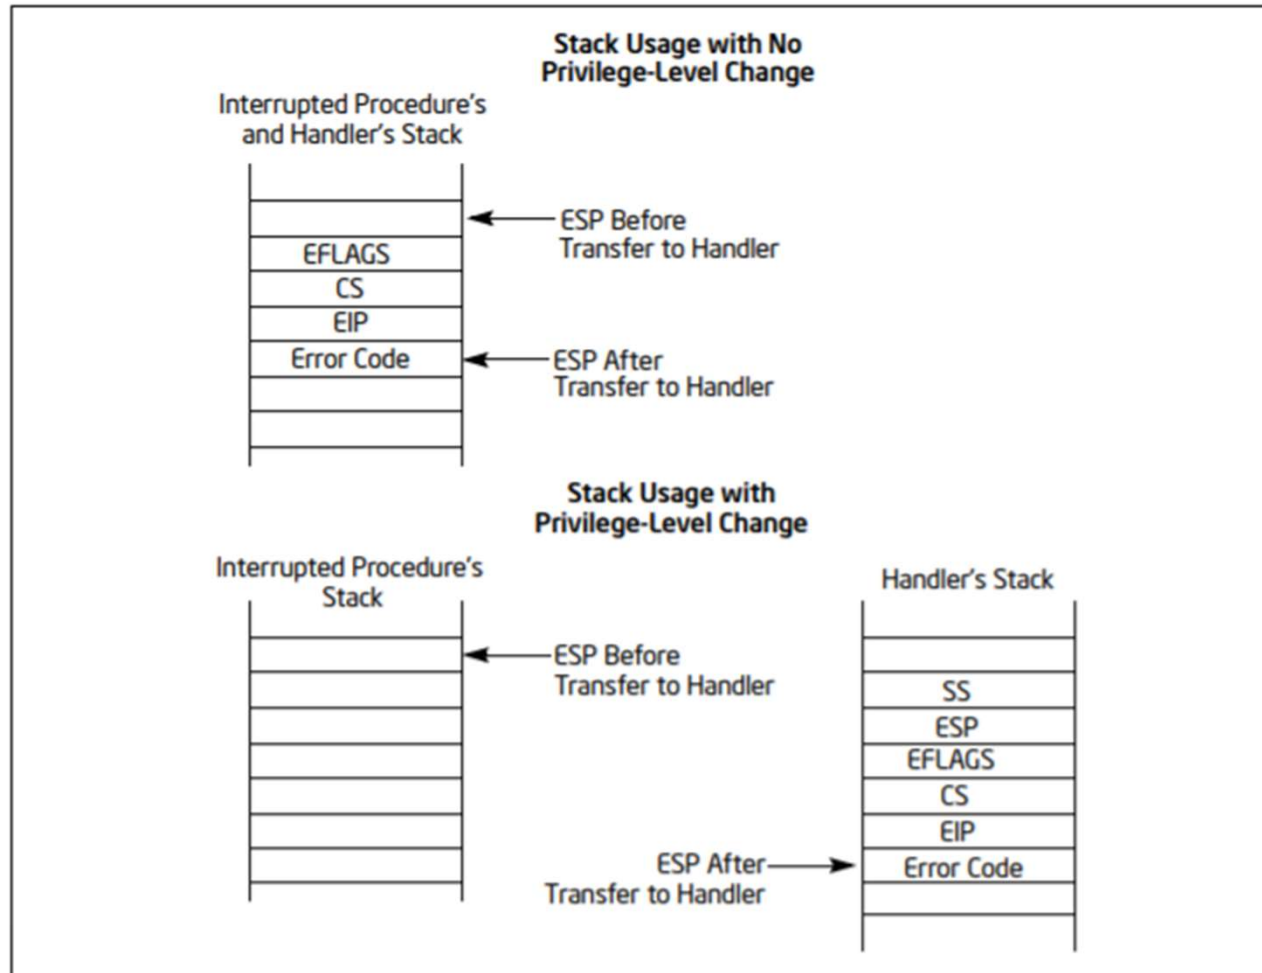 Stack Usage with No
Privilege-Level Change
Interrupted Procedure's
and Handler's Stack
ESP Before
Transfer to Handler
EFLAGS
CS
EIP
Error Code
ESP After
Transfer to Handler
Stack Usage with
Privilege-Level Change
Interrupted Procedure's
Stack
Handler's Stack
ESP Before
Transfer to Handler
SS
ESP
EFLAGS
CS
EIP
ESP After
Transfer to Handler
Error Code